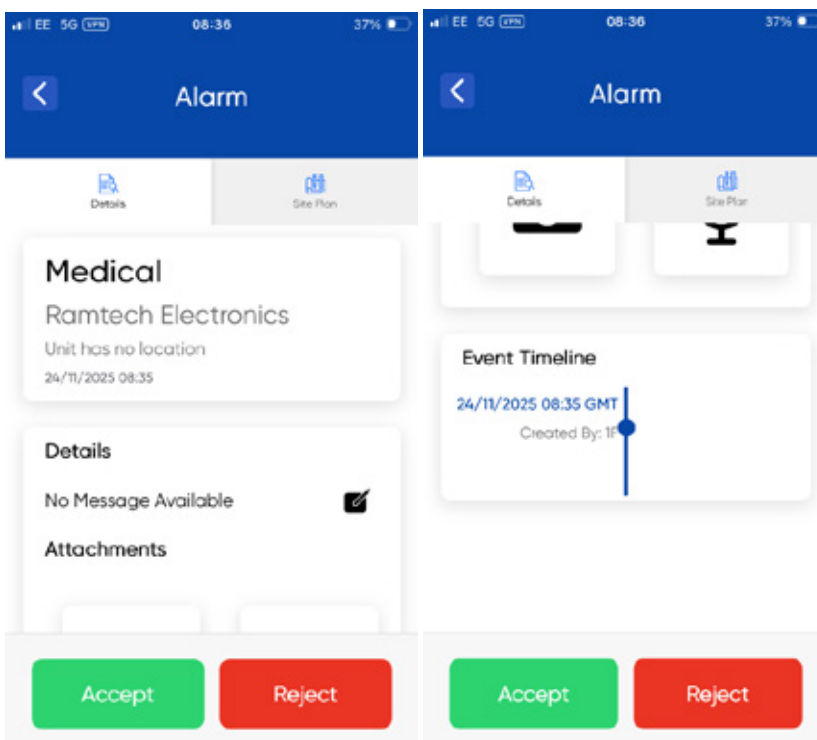 EE 5G VPN 08:36 37%
Alarm
Details Site Plan
Medical
Ramtech Electronics
Unit has no location
24/11/2025 08:35
Details
No Message Available
Attachments
Accept Reject
EE 5G VPN 08:36 37%
Alarm
Details Site Plan
Event Timeline
24/11/2025 08:35 GMT
Created By: 1F
Accept Reject